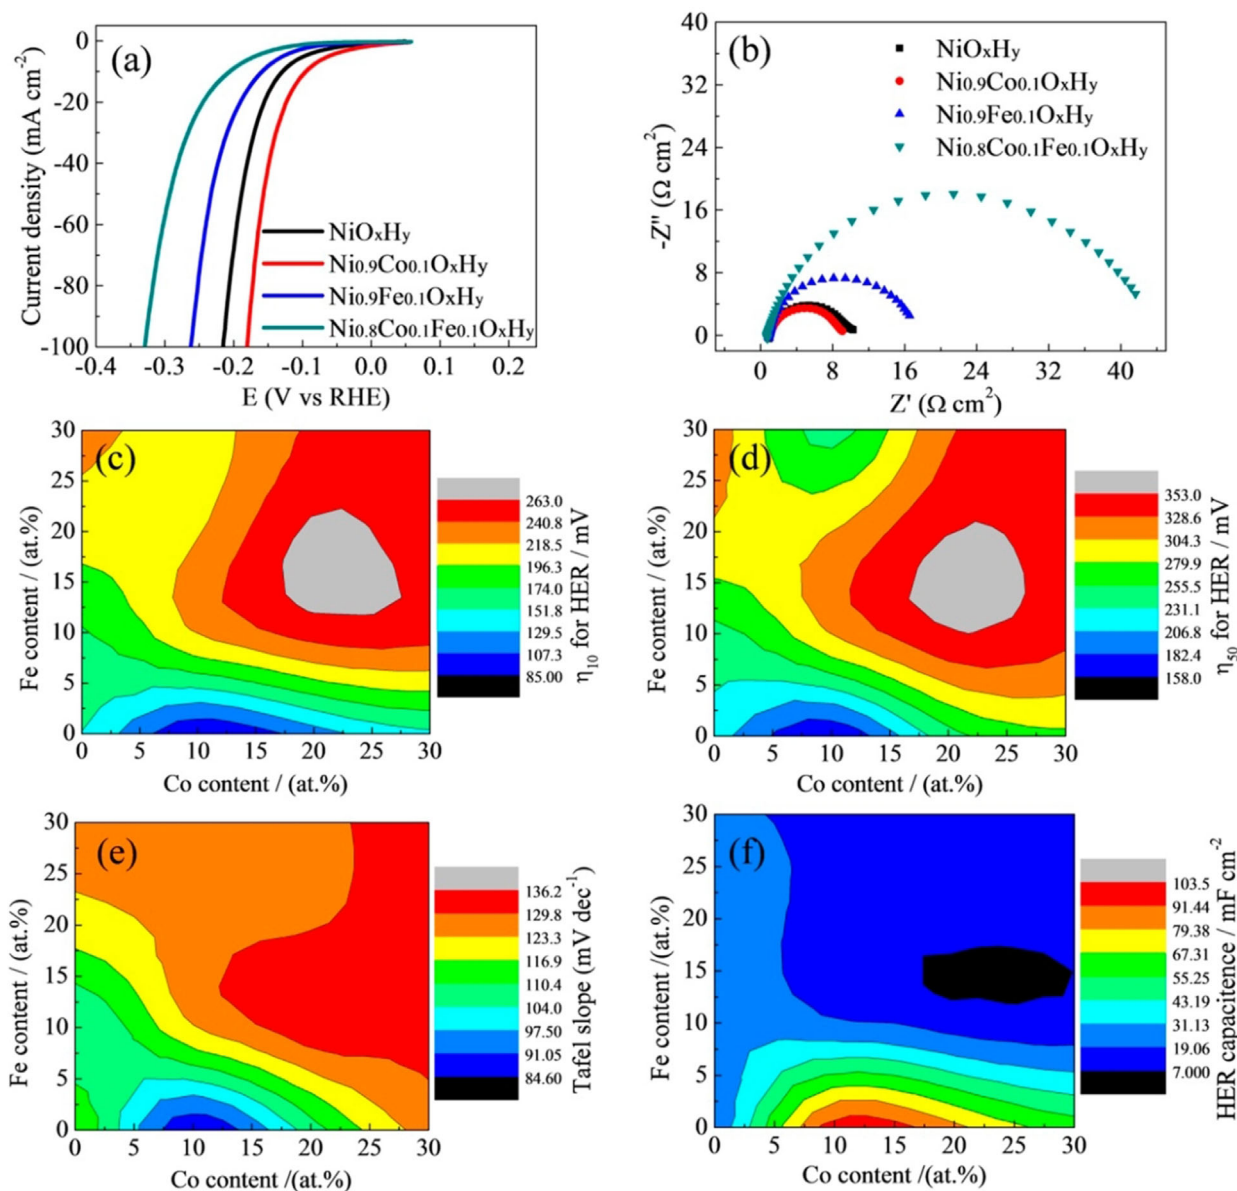 (a)
Current density (mA cm-2)
0
-20
-40
-60
-80
-100
NiOxHy
Ni0.9Co0.1OxHy
Ni0.9Fe0.1OxHy
Ni0.8Co0.1Fe0.1OxHy
-0.4 -0.3 -0.2 -0.1 0.0 0.1 0.2
E (V vs RHE)
(b)
-Z'' (Ω cm2)
40
32
24
16
8
0
NiOxHy
Ni0.9Co0.1OxHy
Ni0.9Fe0.1OxHy
Ni0.8Co0.1Fe0.1OxHy
0 8 16 24 32 40
Z' (Ω cm2)
(c)
Fe content / (at.%)
30
25
20
15
10
5
0
0 5 10 15 20 25 30
Co content / (at.%)
263.0
240.8
218.5
196.3
174.0
151.8
129.5
107.3
85.00
η10 for HER / mV
(d)
Fe content / (at.%)
30
25
20
15
10
5
0
0 5 10 15 20 25 30
Co content / (at.%)
353.0
328.6
304.3
279.9
255.5
231.1
206.8
182.4
158.0
η50 for HER / mV
(e)
Fe content / (at.%)
30
25
20
15
10
5
0
0 5 10 15 20 25 30
Co content /(at.%)
136.2
129.8
123.3
116.9
110.4
104.0
97.50
91.05
84.60
Tafel slope (mV dec-1)
(f)
Fe content /(at.%)
30
25
20
15
10
5
0
0 5 10 15 20 25 30
Co content /(at.%)
103.5
91.44
79.38
67.31
55.25
43.19
31.13
19.06
7.000
HER capacitence / mF cm-2